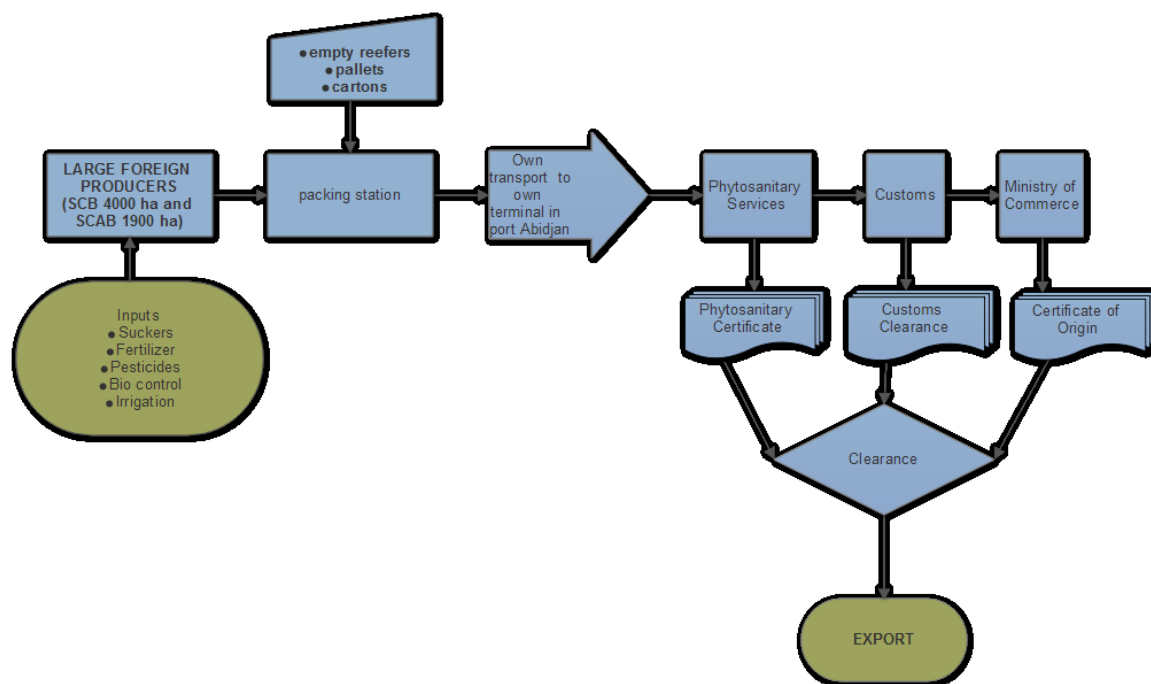 ● empty reefers
● pallets
● cartons
LARGE FOREIGN
PRODUCERS
(SCB 4000 ha and
SCAB 1900 ha)
packing station
Own
transport to
own
terminal in
port Abidjan
Phytosanitary
Services
Customs
Ministry of
Commerce
Inputs
● Suckers
● Fertilizer
● Pesticides
● Bio control
● Irrigation
Phytosanitary
Certificate
Customs
Clearance
Certificate of
Origin
Clearance
EXPORT